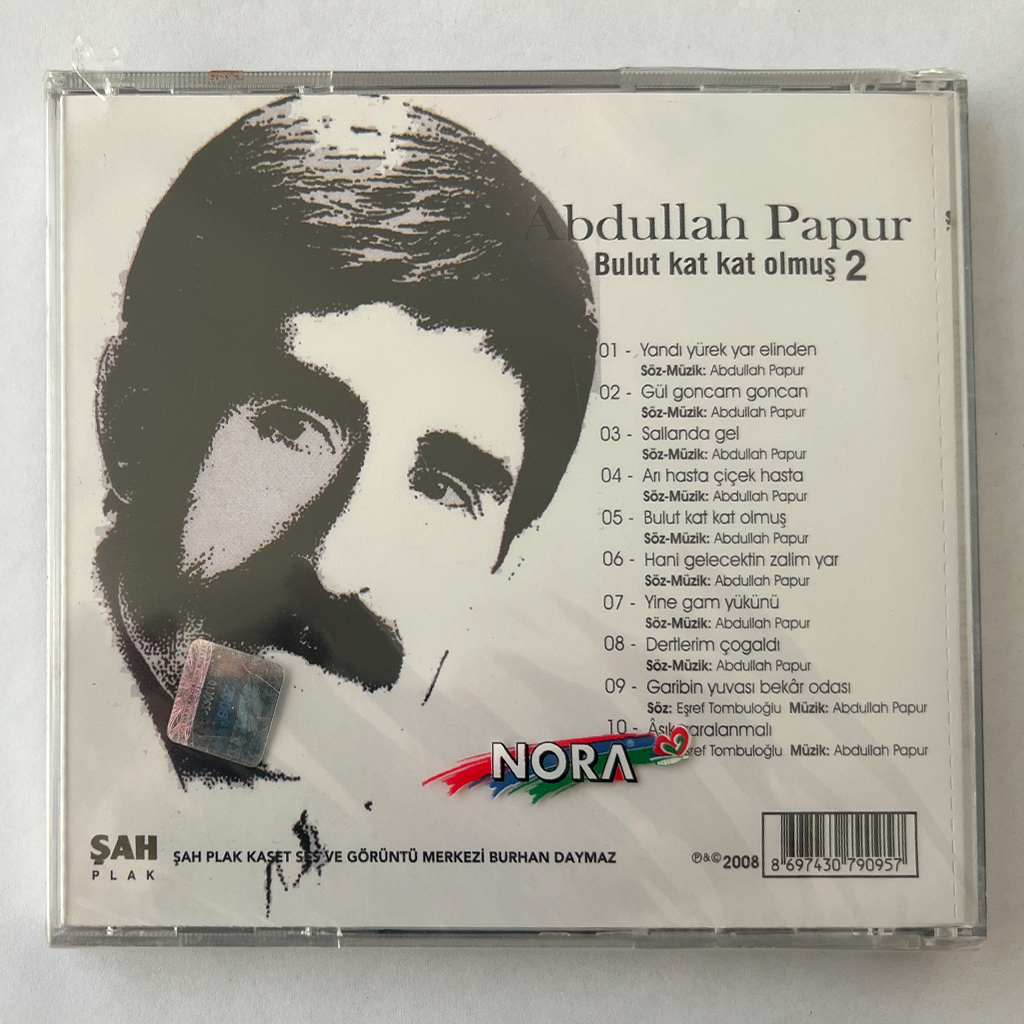 Abdullah Papur
Bulut kat kat olmuş 2
01 - Yandı yürek yar elinden
Söz-Müzik: Abdullah Papur
02 - Gül goncam goncan
Söz-Müzik: Abdullah Papur
03 - Sallanda gel
Söz-Müzik: Abdullah Papur
04 - Arı hasta çiçek hasta
Söz-Müzik: Abdullah Papur
05 - Bulut kat kat olmuş
Söz-Müzik: Abdullah Papur
06 - Hani gelecektin zalim yar
Söz-Müzik: Abdullah Papur
07 - Yine gam yükünü
Söz-Müzik: Abdullah Papur
08 - Dertlerim çogaldı
Söz-Müzik: Abdullah Papur
09 - Garibin yuvası bekâr odası
Söz: Eşref Tombuloğlu Müzik: Abdullah Papur
10 - Âşık
Tombuloğlu Müzik: Abdullah Papur
NORA
ŞAH
PLAK
ŞAH PLAK KASET SES VE GÖRÜNTÜ MERKEZİ BURHAN DAYMAZ
℗&© 2008
8 697430 790957